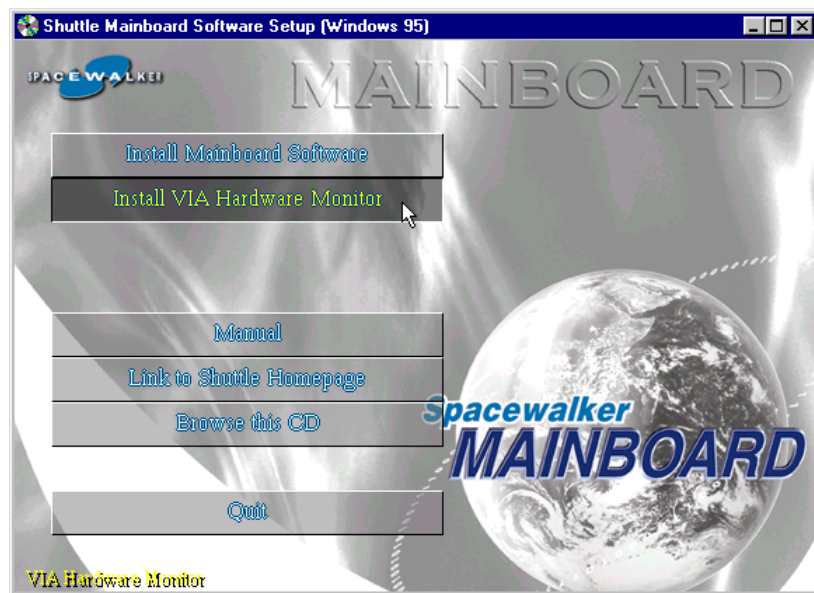 Shuttle Mainboard Software Setup (Windows 95)
SPACEWALKER
MAINBOARD
Install Mainboard Software
Install VIA Hardware Monitor
Manual
Link to Shuttle Homepage
Browse this CD
Spacewalker
MAINBOARD
Quit
VIA Hardware Monitor